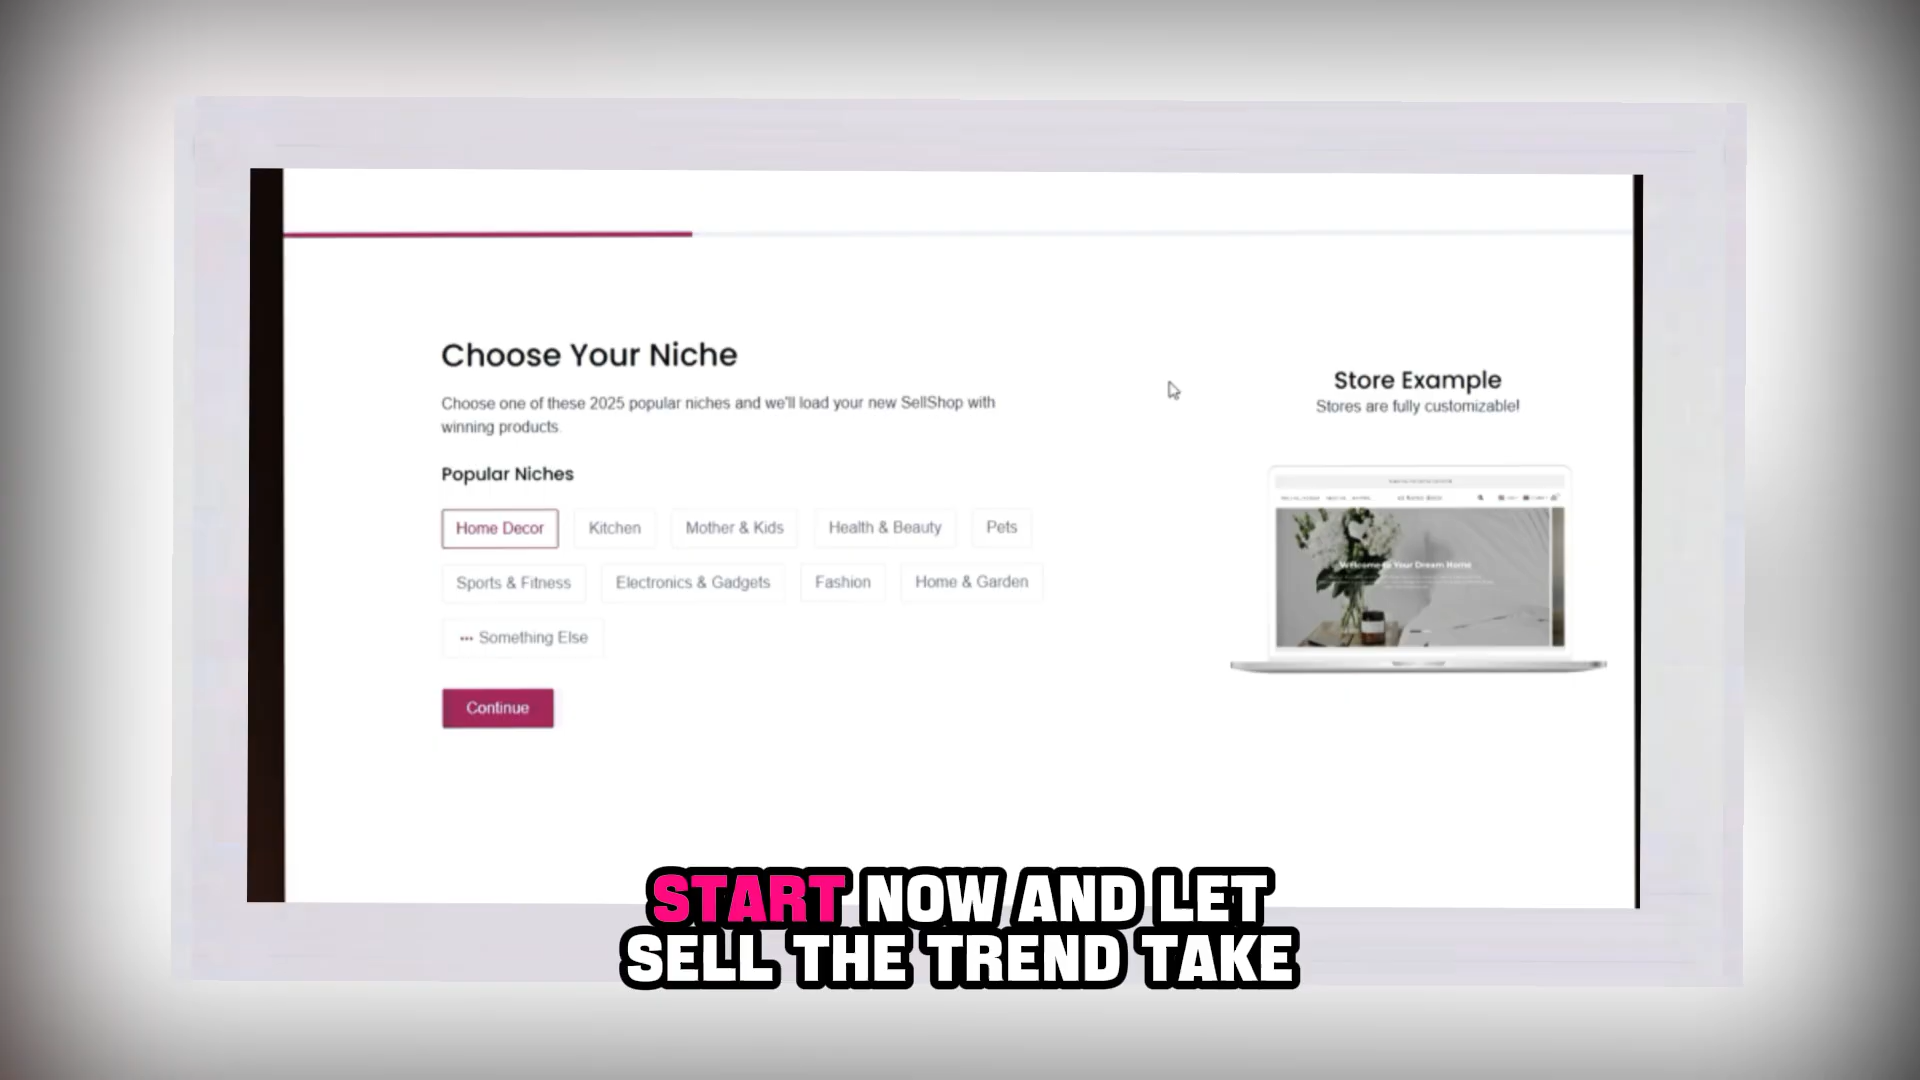 Choose Your Niche
Choose one of these 2025 popular niches and we'll load your new SellShop with
winning products.
Popular Niches
Home Decor
Kitchen
Mother & Kids
Health & Beauty
Pets
Sports & Fitness
Electronics & Gadgets
Fashion
Home & Garden
••• Something Else
Continue
Store Example
Stores are fully customizable!
Welcome to Your Dream Home
START NOW AND LET
SELL THE TREND TAKE